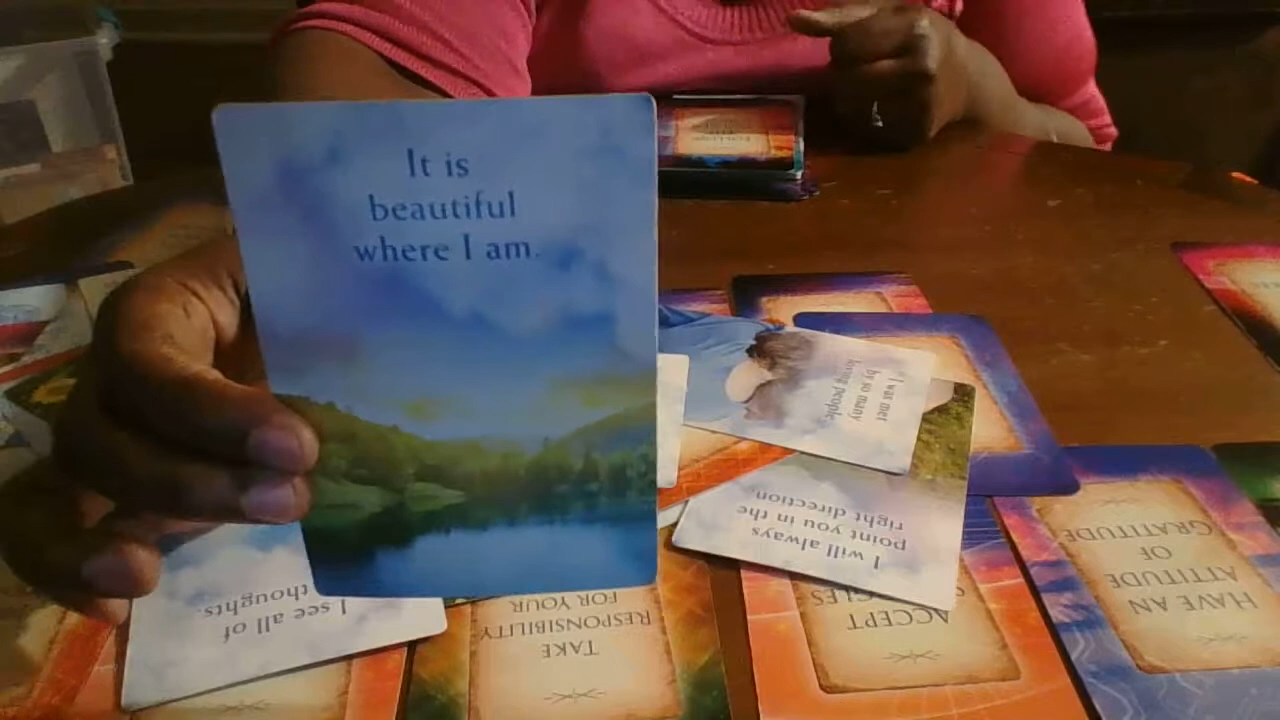 It is
beautiful
where I am.
I was met
by so many
loving people.
I will always
point you in the
right direction
I see all of
thoughts.
TAKE
RESPONSIBILITY
FOR YOUR
ACCEPT
HAVE AN
ATTITUDE
OF
GRATITUDE